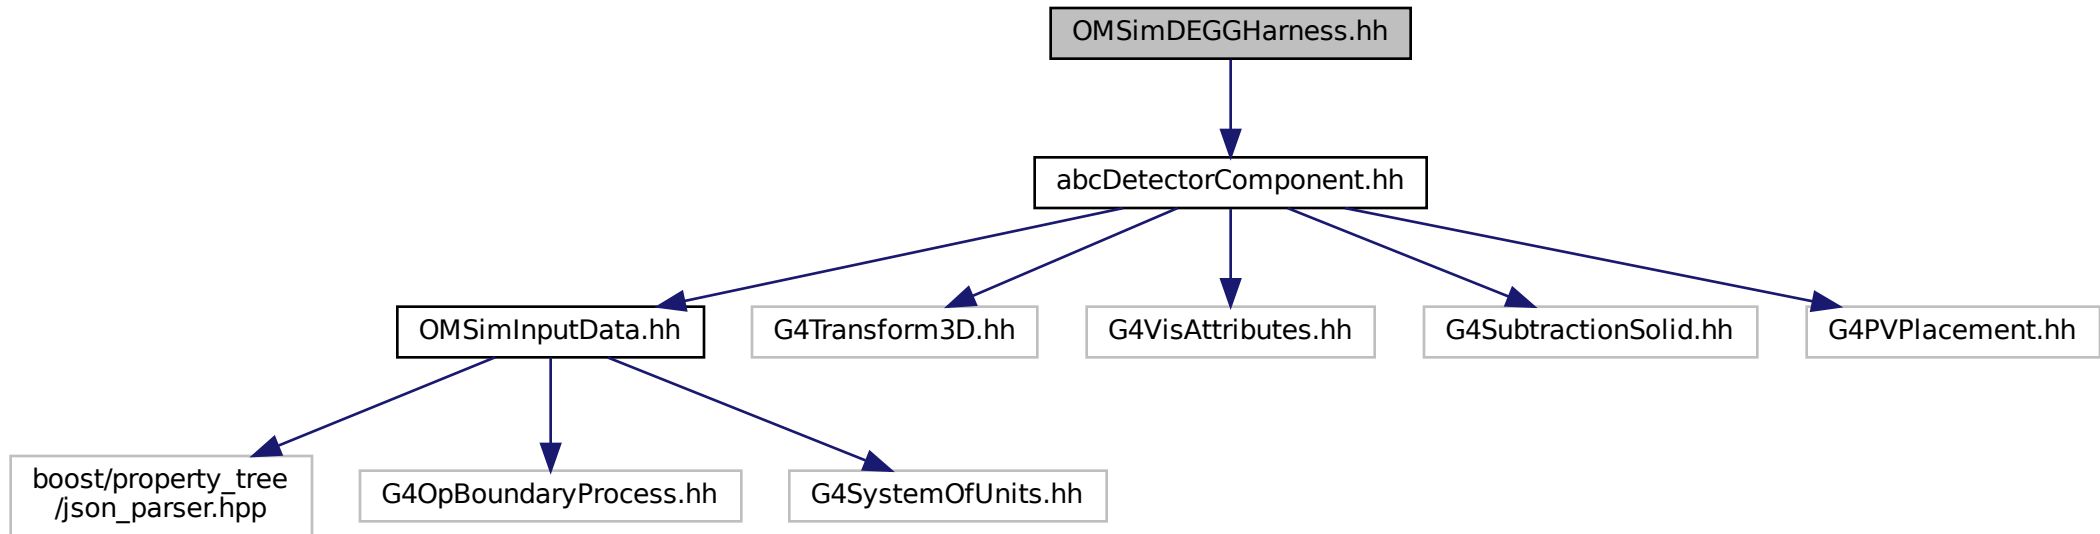 OMSimDEGGHarness.hh
abcDetectorComponent.hh
OMSimInputData.hh
G4Transform3D.hh
G4VisAttributes.hh
G4SubtractionSolid.hh
G4PVPlacement.hh
boost/property_tree
/json_parser.hpp
G4OpBoundaryProcess.hh
G4SystemOfUnits.hh